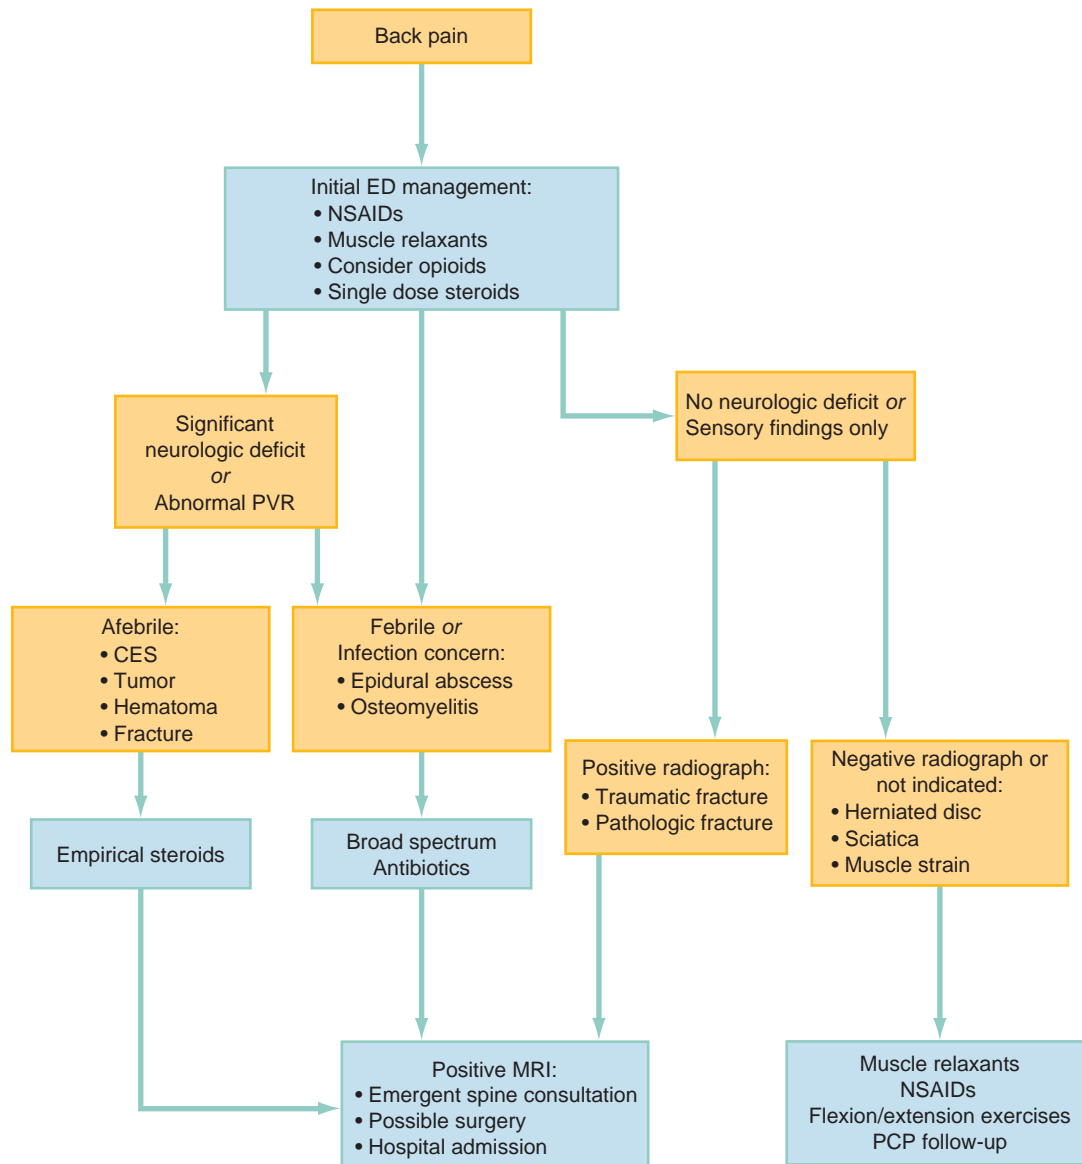 Back pain
Initial ED management:
• NSAIDs
• Muscle relaxants
• Consider opioids
• Single dose steroids
Significant
neurologic deficit
or
Abnormal PVR
No neurologic deficit or
Sensory findings only
Afebrile:
• CES
• Tumor
• Hematoma
• Fracture
Febrile or
Infection concern:
• Epidural abscess
• Osteomyelitis
Positive radiograph:
• Traumatic fracture
• Pathologic fracture
Negative radiograph or
not indicated:
• Herniated disc
• Sciatica
• Muscle strain
Empirical steroids
Broad spectrum
Antibiotics
Positive MRI:
• Emergent spine consultation
• Possible surgery
• Hospital admission
Muscle relaxants
NSAIDs
Flexion/extension exercises
PCP follow-up